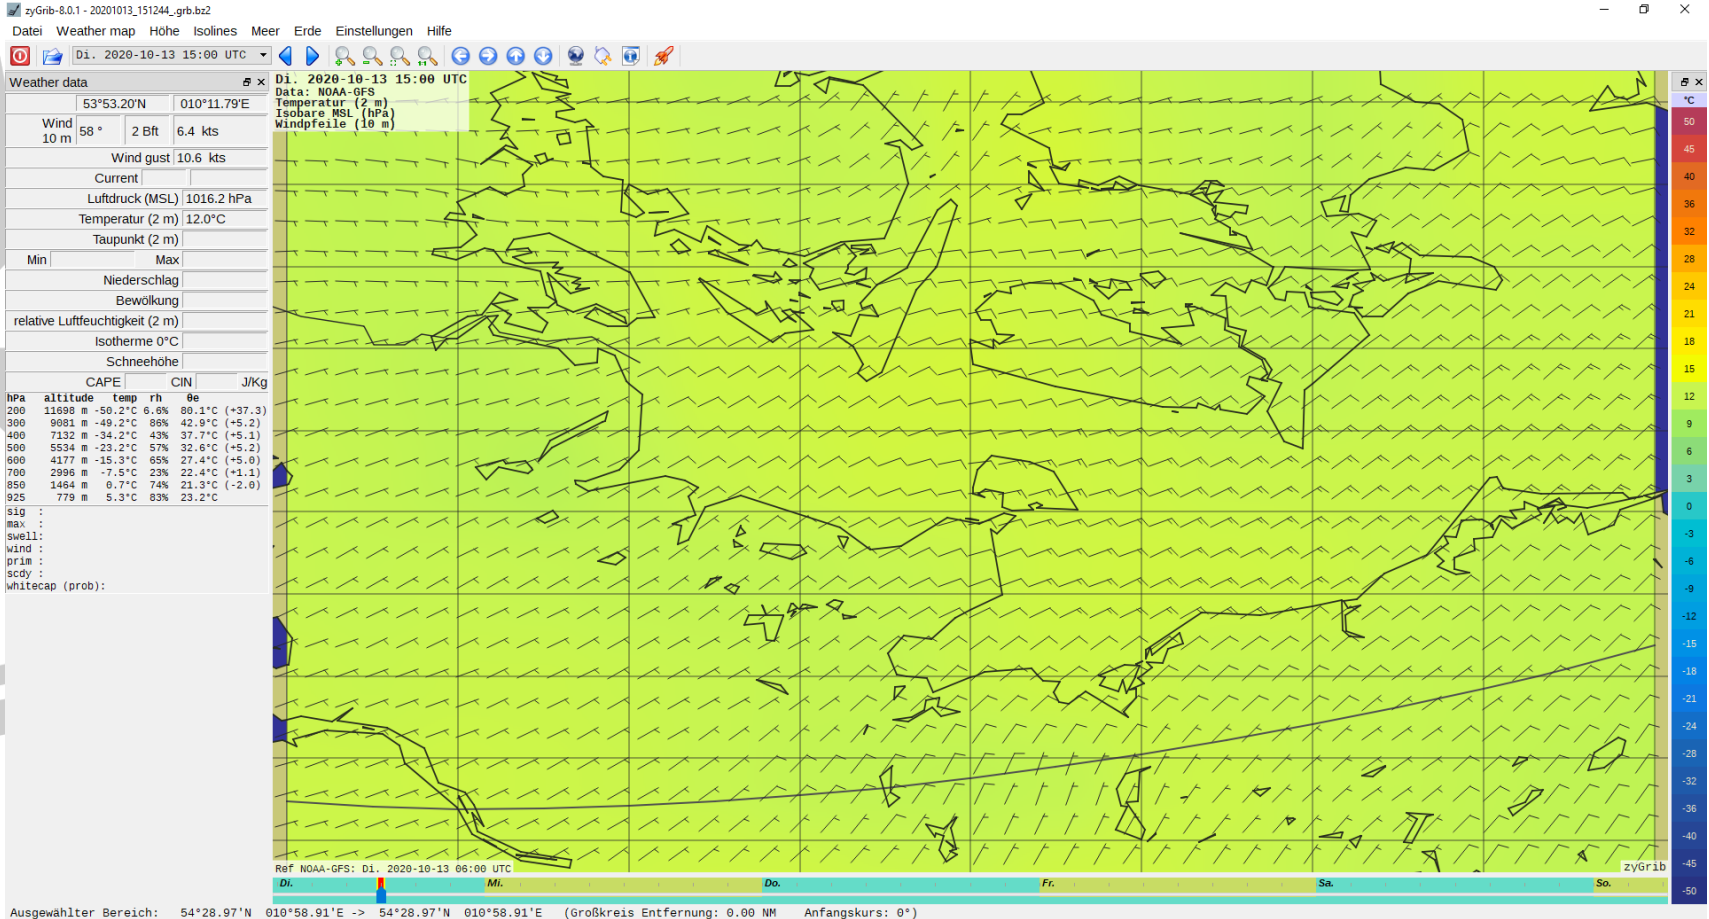 zyGrib-8.0.1 - 20201013_151244_.grb.bz2
Datei Weather map Höhe Isolines Meer Erde Einstellungen Hilfe
Di. 2020-10-13 15:00 UTC
Weather data
53°53.20'N 010°11.79'E
Wind 10 m 58 ° 2 Bft 6.4 kts
Wind gust 10.6 kts
Current
Luftdruck (MSL) 1016.2 hPa
Temperatur (2 m) 12.0°C
Taupunkt (2 m)
Min Max
Niederschlag
Bewölkung
relative Luftfeuchtigkeit (2 m)
Isotherme 0°C
Schneehöhe
CAPE CIN J/Kg
hPa altitude temp rh θe
200 11698 m -50.2°C 6.6% 80.1°C (+37.3)
300 9081 m -49.2°C 86% 42.9°C (+5.2)
400 7132 m -34.2°C 43% 37.7°C (+5.1)
500 5534 m -23.2°C 57% 32.6°C (+5.2)
600 4177 m -15.3°C 65% 27.4°C (+5.0)
700 2996 m -7.5°C 23% 22.4°C (+1.1)
850 1464 m 0.7°C 74% 21.3°C (-2.0)
925 779 m 5.3°C 83% 23.2°C
sig :
max :
swell:
wind :
prim :
scdy :
whitecap (prob):
Di. 2020-10-13 15:00 UTC
Data: NOAA-GFS
Temperatur (2 m)
Isobare MSL (hPa)
Windpfeile (10 m)
°C
50
45
40
36
32
28
24
21
18
15
12
9
6
3
0
-3
-6
-9
-12
-15
-18
-21
-24
-28
-32
-36
-40
-45
-50
Ref NOAA-GFS: Di. 2020-10-13 06:00 UTC
zyGrib
Di. Mi. Do. Fr. Sa. So.
Ausgewählter Bereich: 54°28.97'N 010°58.91'E -> 54°28.97'N 010°58.91'E (Großkreis Entfernung: 0.00 NM Anfangskurs: 0°)